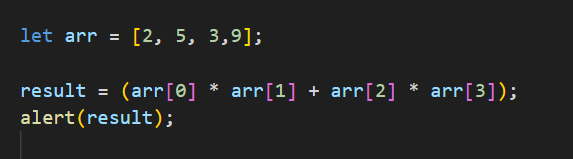 let arr = [2, 5, 3,9];
result = (arr[0] * arr[1] + arr[2] * arr[3]);
alert(result);